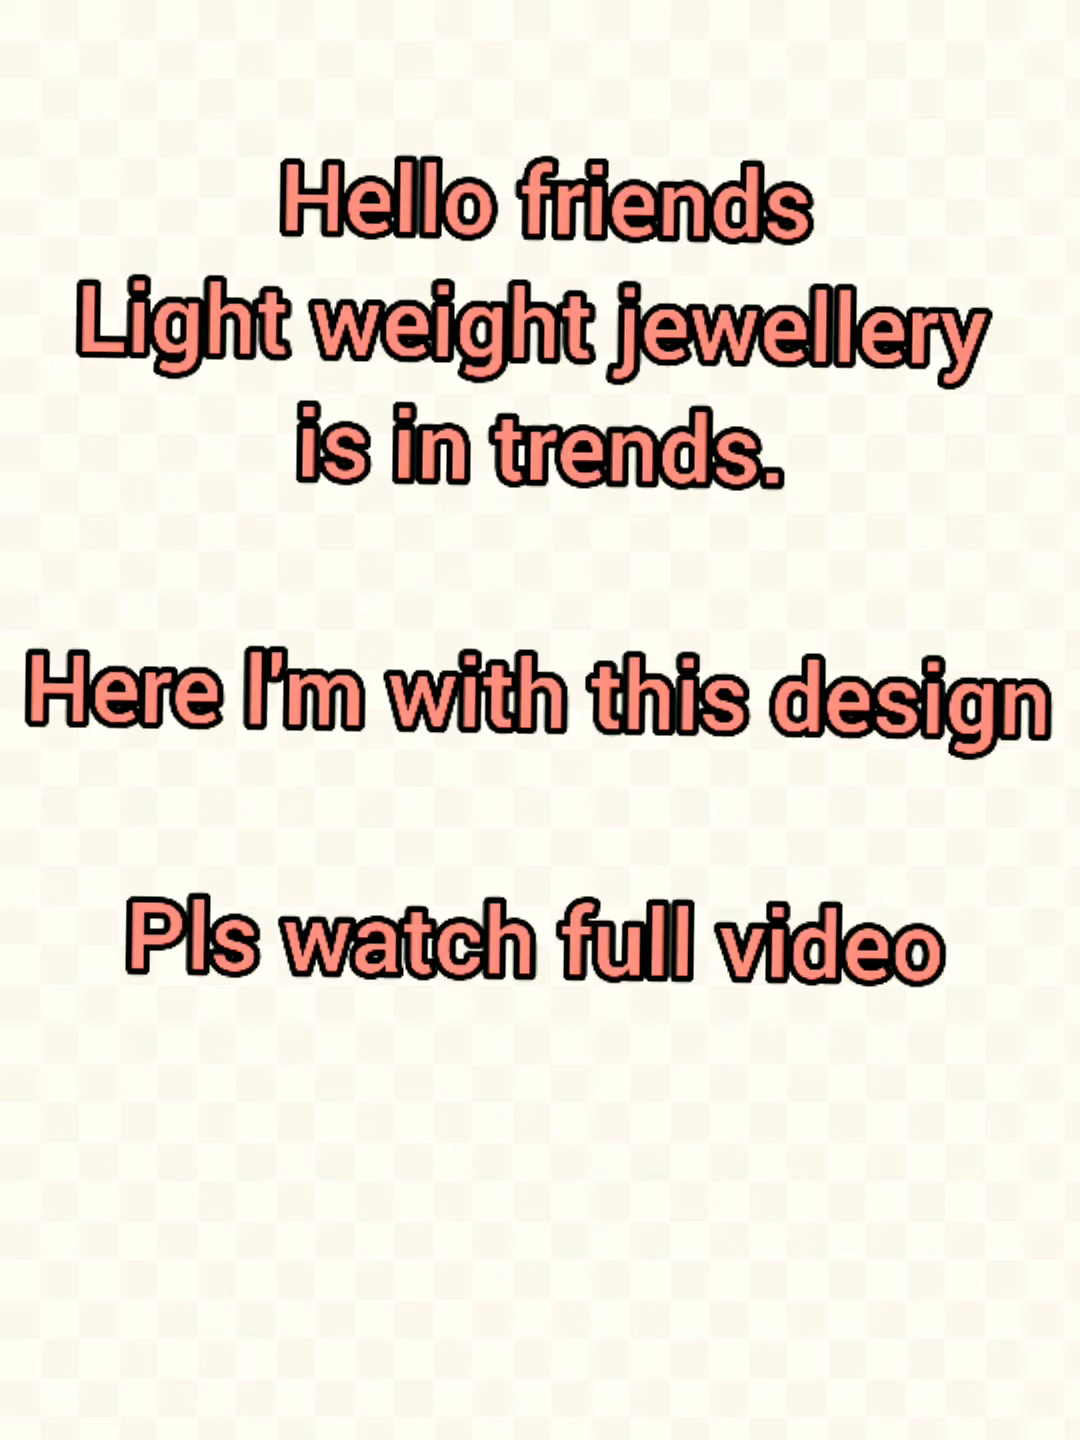 Hello friends
Light weight jewellery
is in trends.
Here I'm with this design
Pls watch full video